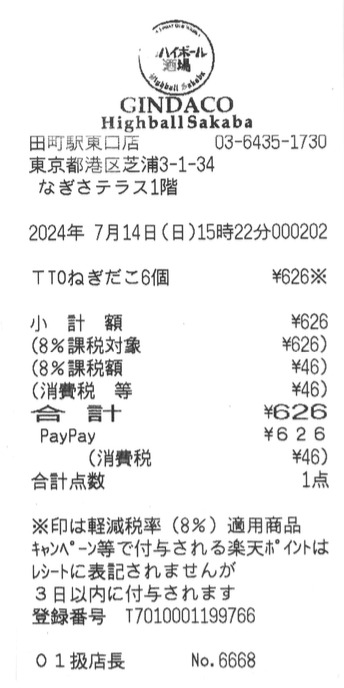 ハイボール
酒場
Highball Sakaba
GINDACO
Highball Sakaba
田町駅東口店 03-6435-1730
東京都港区芝浦3-1-34
なぎさテラス1階
2024年 7月14日(日)15時22分000202
TTOねぎだこ6個 ¥626※
小 計 額 ¥626
(8%課税対象 ¥626)
(8%課税額 ¥46)
(消費税 等 ¥46)
合 計 ¥626
PayPay ¥626
(消費税 ¥46)
合計点数 1点
※印は軽減税率(8%)適用商品
ｷｬﾝﾍﾟｰﾝ等で付与される楽天ﾎﾟｲﾝﾄは
ﾚｼｰﾄに表記されませんが
3日以内に付与されます
登録番号 T7010001199766
01扱店長 No.6668